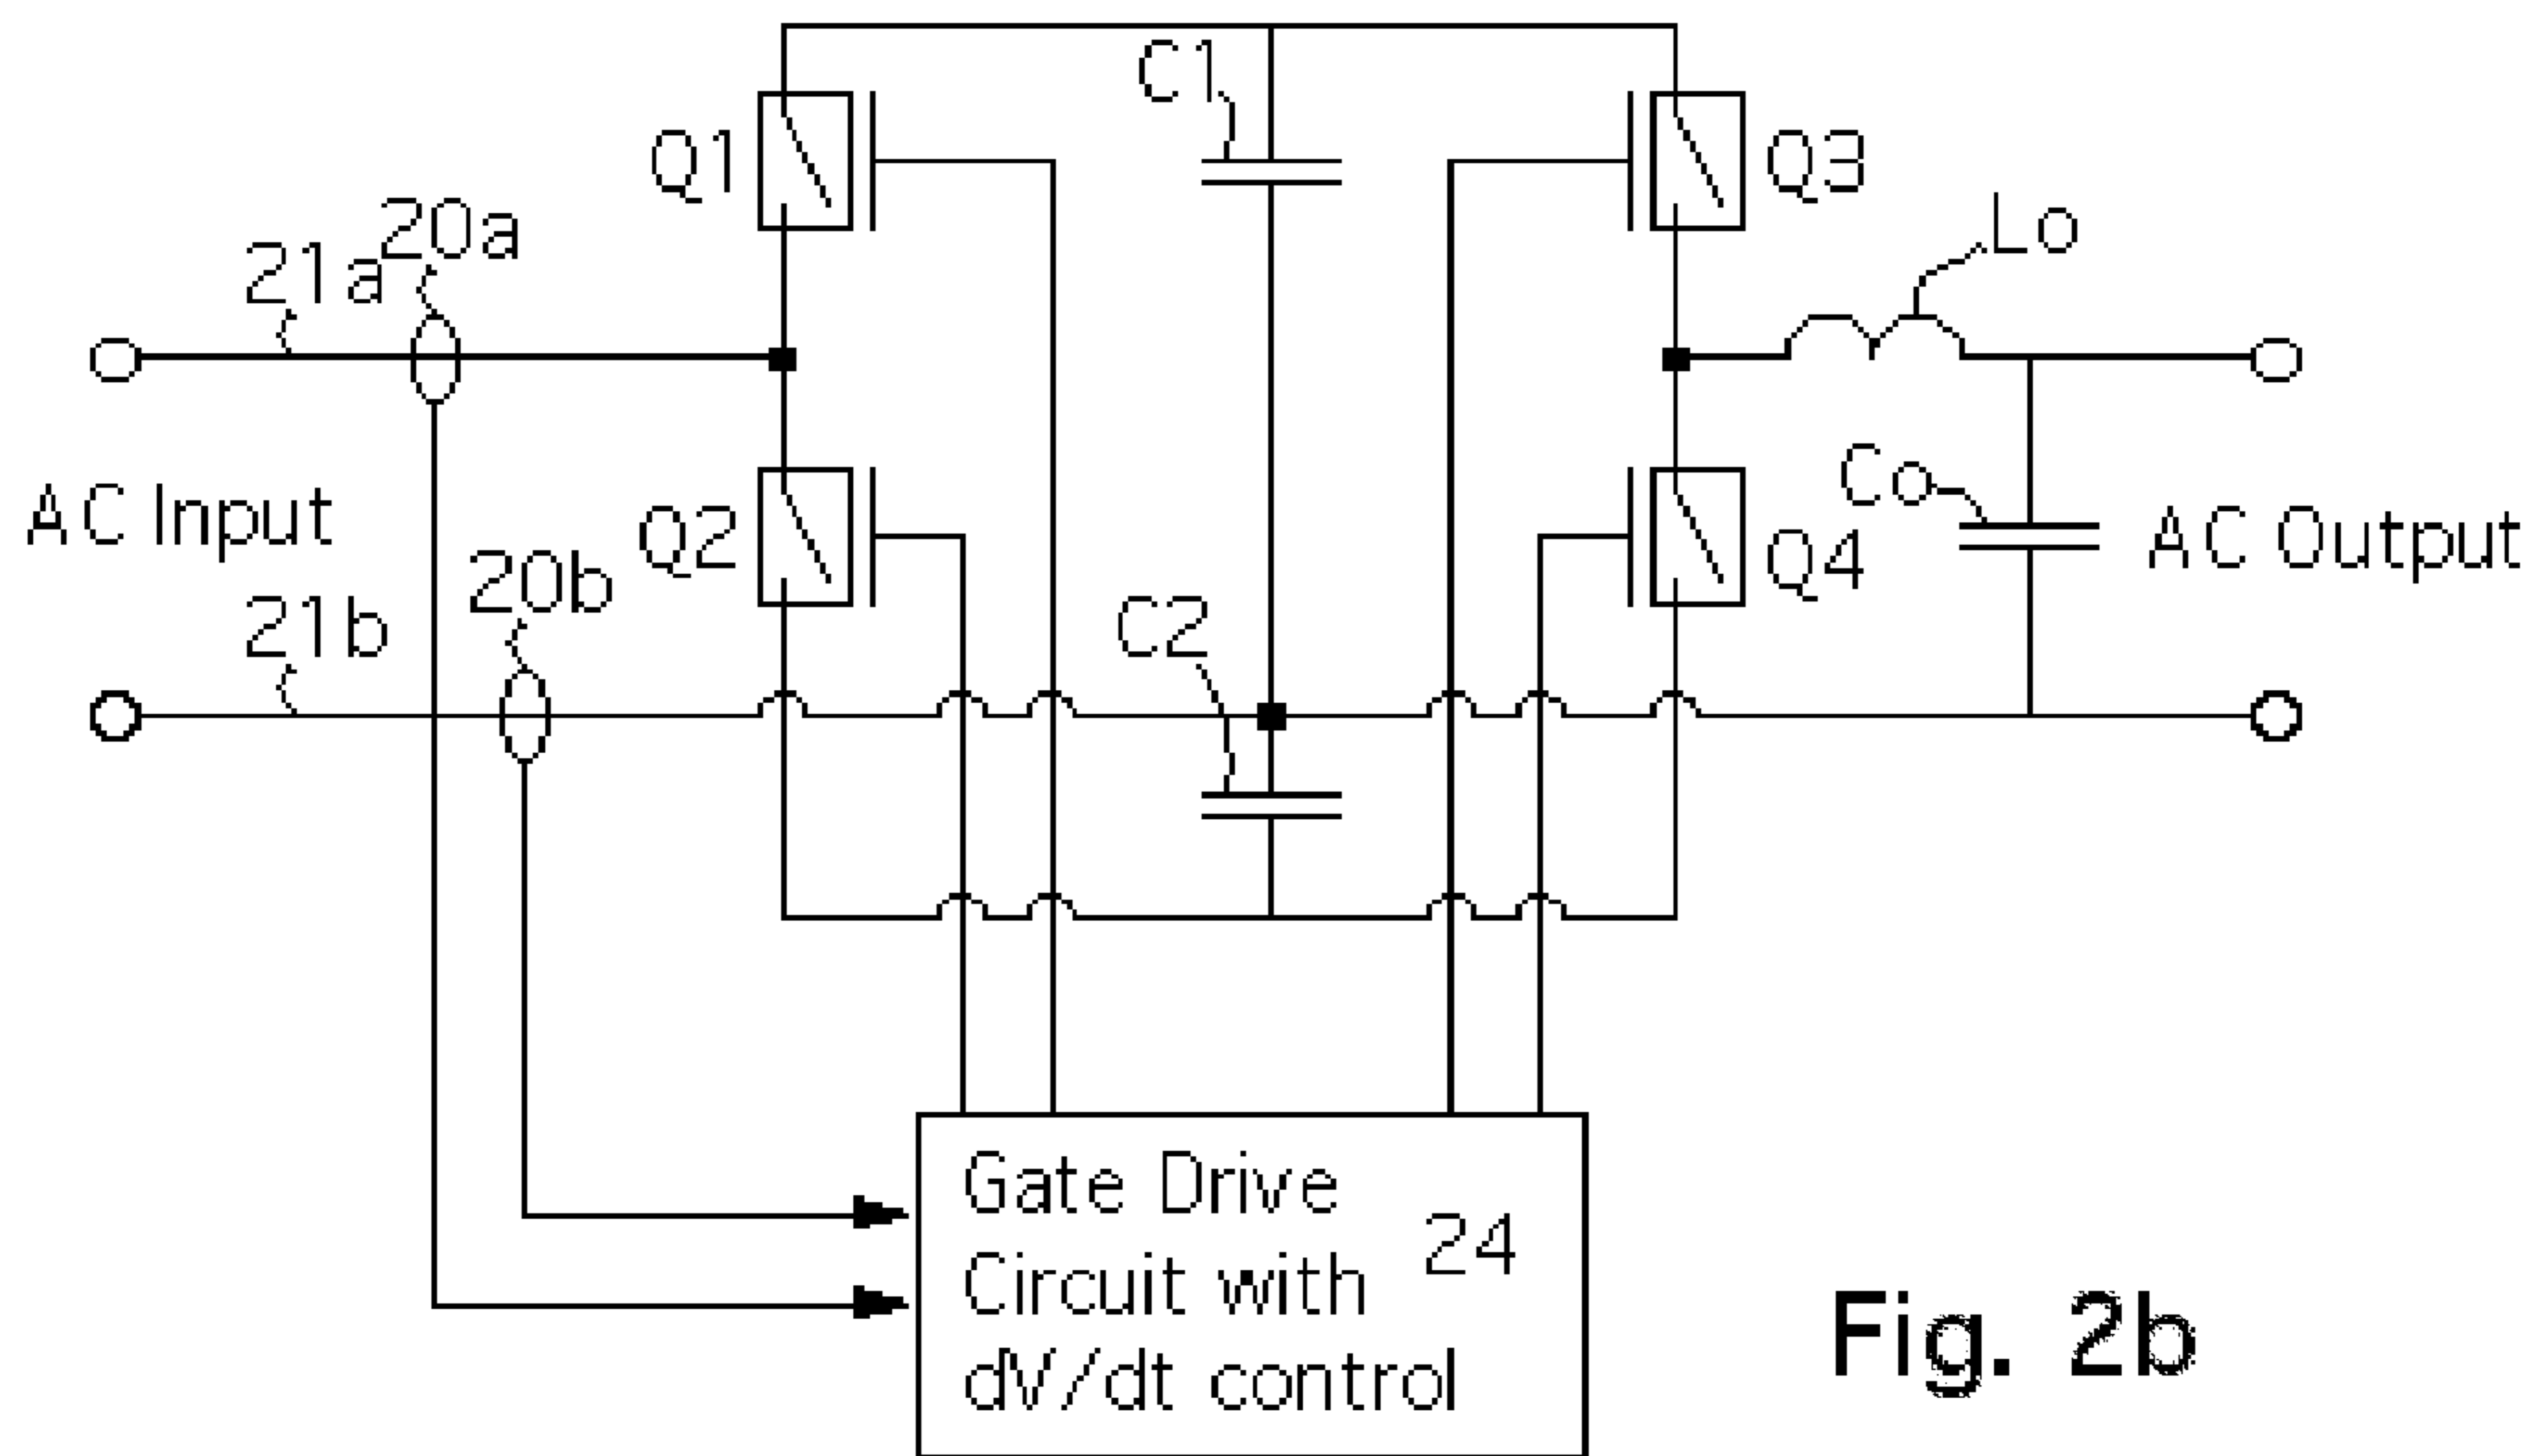 C1
Q1
Q3
20a
Lo
21a
Co
AC Input
Q2
AC Output
20b
Q4
21b
C2
Gate Drive
Circuit with
dV/dt control
24
Fig. 2b